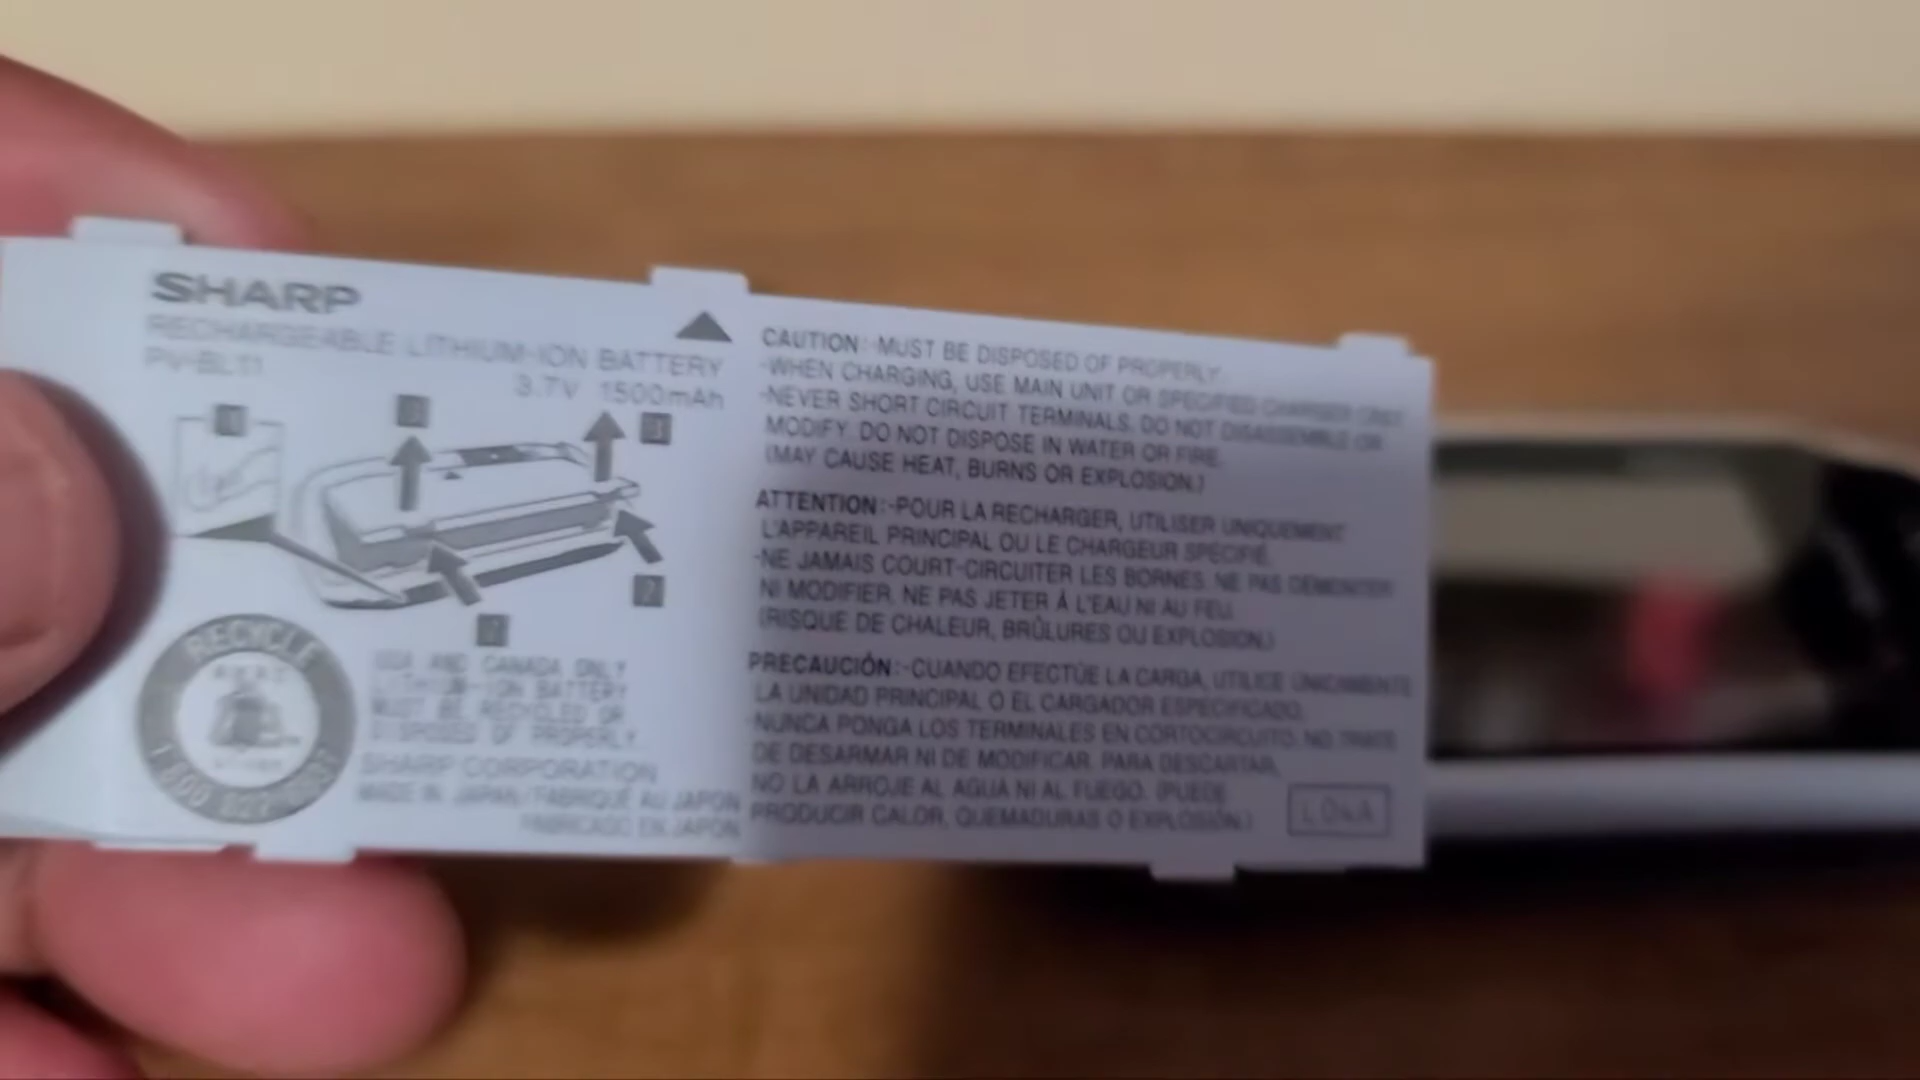 SHARP
RECHARGEABLE LITHIUM-ION BATTERY
PV-BL11
3.7V 1500mAh
RECYCLE
USA AND CANADA ONLY
LITHIUM-ION BATTERY
MUST BE RECYCLED OR
DISPOSED OF PROPERLY.
SHARP CORPORATION
MADE IN JAPAN/FABRIQUÉ AU JAPON
FABRICADO EN JAPON
CAUTION:-MUST BE DISPOSED OF PROPERLY.
-WHEN CHARGING, USE MAIN UNIT OR SPECIFIED CHARGER
-NEVER SHORT CIRCUIT TERMINALS. DO NOT DISASSEMBLE OR
MODIFY. DO NOT DISPOSE IN WATER OR FIRE.
(MAY CAUSE HEAT, BURNS OR EXPLOSION.)
ATTENTION:-POUR LA RECHARGER, UTILISER UNIQUEMENT
L'APPAREIL PRINCIPAL OU LE CHARGEUR SPÉCIFIÉ.
-NE JAMAIS COURT-CIRCUITER LES BORNES. NE PAS DÉMONTER
NI MODIFIER. NE PAS JETER À L'EAU NI AU FEU.
(RISQUE DE CHALEUR, BRÛLURES OU EXPLOSION.)
PRECAUCIÓN:-CUANDO EFECTÚE LA CARGA, UTILICE ÚNICAMENTE
LA UNIDAD PRINCIPAL O EL CARGADOR ESPECIFICADO.
-NUNCA PONGA LOS TERMINALES EN CORTOCIRCUITO. NO TRATE
DE DESARMAR NI DE MODIFICAR. PARA DESCARTAR,
NO LA ARROJE AL AGUA NI AL FUEGO. (PUEDE
PRODUCIR CALOR, QUEMADURAS O EXPLOSIÓN.)
L04A